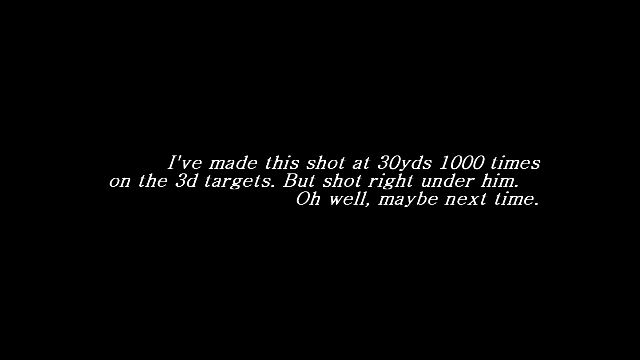 I've made this shot at 30yds 1000 times
on the 3d targets. But shot right under him.
Oh well, maybe next time.